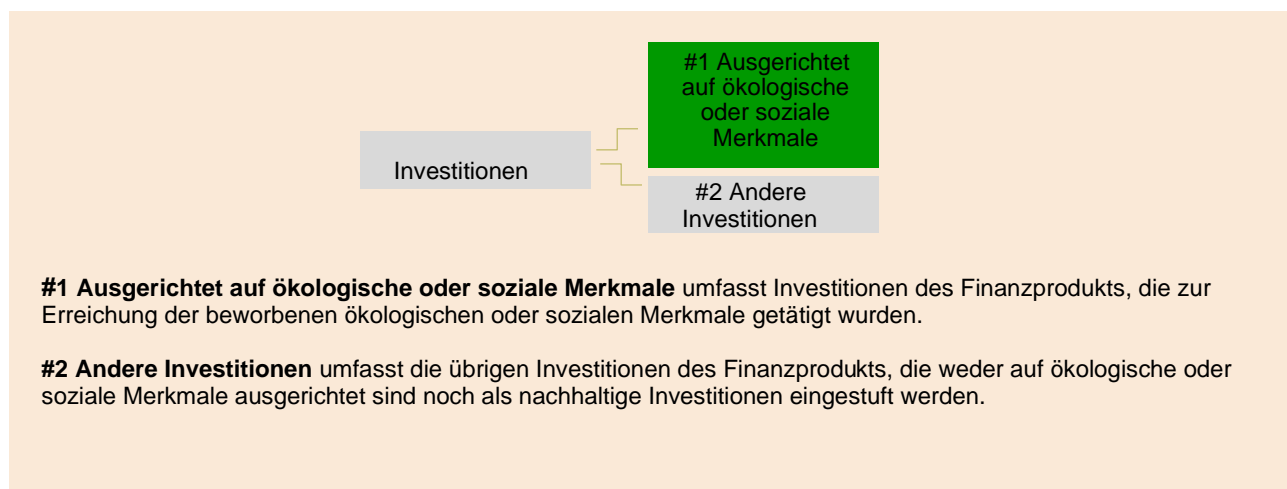 #1 Ausgerichtet
auf ökologische
oder soziale
Merkmale
Investitionen
#2 Andere
Investitionen
#1 Ausgerichtet auf ökologische oder soziale Merkmale umfasst Investitionen des Finanzprodukts, die zur
Erreichung der beworbenen ökologischen oder sozialen Merkmale getätigt wurden.
#2 Andere Investitionen umfasst die übrigen Investitionen des Finanzprodukts, die weder auf ökologische oder
soziale Merkmale ausgerichtet sind noch als nachhaltige Investitionen eingestuft werden.